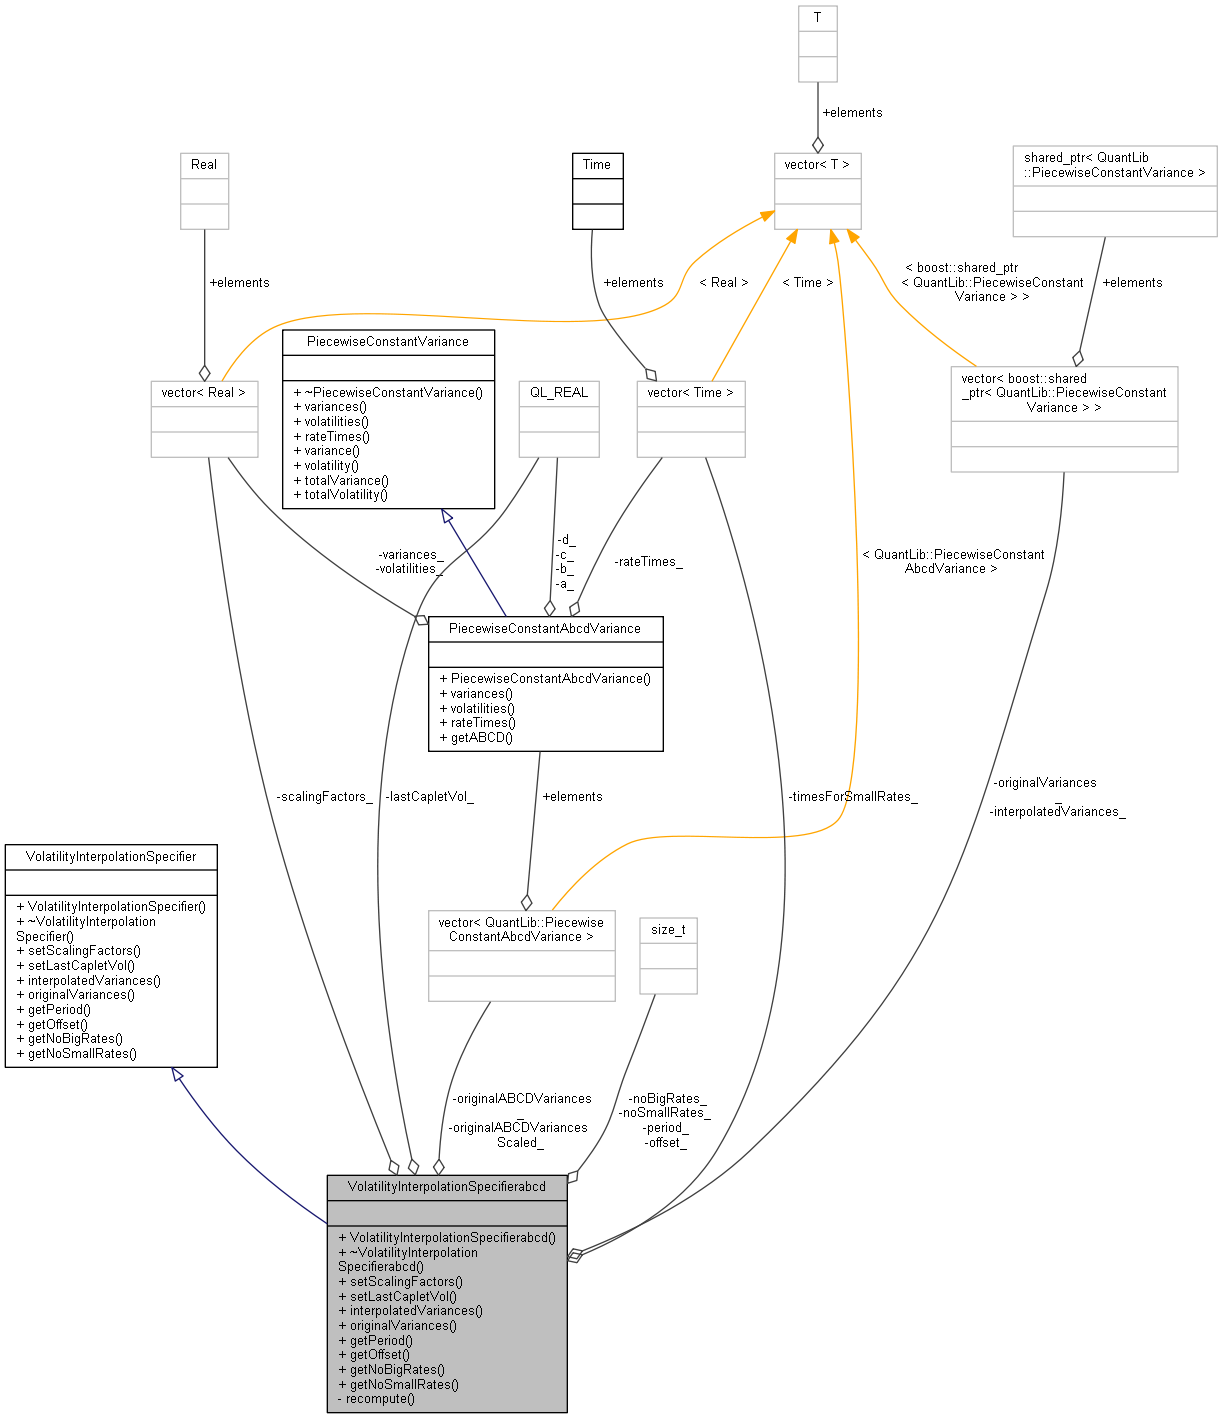 T
+elements
Real
Time
vector< T >
shared_ptr< QuantLib
::PiecewiseConstantVariance >
+elements
+elements
< Real >
< Time >
< boost::shared_ptr
< QuantLib::PiecewiseConstant
Variance > >
+elements
PiecewiseConstantVariance
+ ~PiecewiseConstantVariance()
+ variances()
+ volatilities()
+ rateTimes()
+ variance()
+ volatility()
+ totalVariance()
+ totalVolatility()
vector< Real >
QL_REAL
vector< Time >
vector< boost::shared
_ptr< QuantLib::PiecewiseConstant
Variance > >
-variances_
-volatilities_
-d_
-c_
-b_
-a_
-rateTimes_
< QuantLib::PiecewiseConstant
AbcdVariance >
PiecewiseConstantAbcdVariance
+ PiecewiseConstantAbcdVariance()
+ variances()
+ volatilities()
+ rateTimes()
+ getABCD()
-scalingFactors_
-lastCapletVol_
+elements
-timesForSmallRates_
-originalVariances
_
-interpolatedVariances_
VolatilityInterpolationSpecifier
+ VolatilityInterpolationSpecifier()
+ ~VolatilityInterpolation
Specifier()
+ setScalingFactors()
+ setLastCapletVol()
+ interpolatedVariances()
+ originalVariances()
+ getPeriod()
+ getOffset()
+ getNoBigRates()
+ getNoSmallRates()
vector< QuantLib::Piecewise
ConstantAbcdVariance >
size_t
-originalABCDVariances
_
-originalABCDVariances
Scaled_
-noBigRates_
-noSmallRates_
-period_
-offset_
VolatilityInterpolationSpecifierabcd
+ VolatilityInterpolationSpecifierabcd()
+ ~VolatilityInterpolation
Specifierabcd()
+ setScalingFactors()
+ setLastCapletVol()
+ interpolatedVariances()
+ originalVariances()
+ getPeriod()
+ getOffset()
+ getNoBigRates()
+ getNoSmallRates()
- recompute()